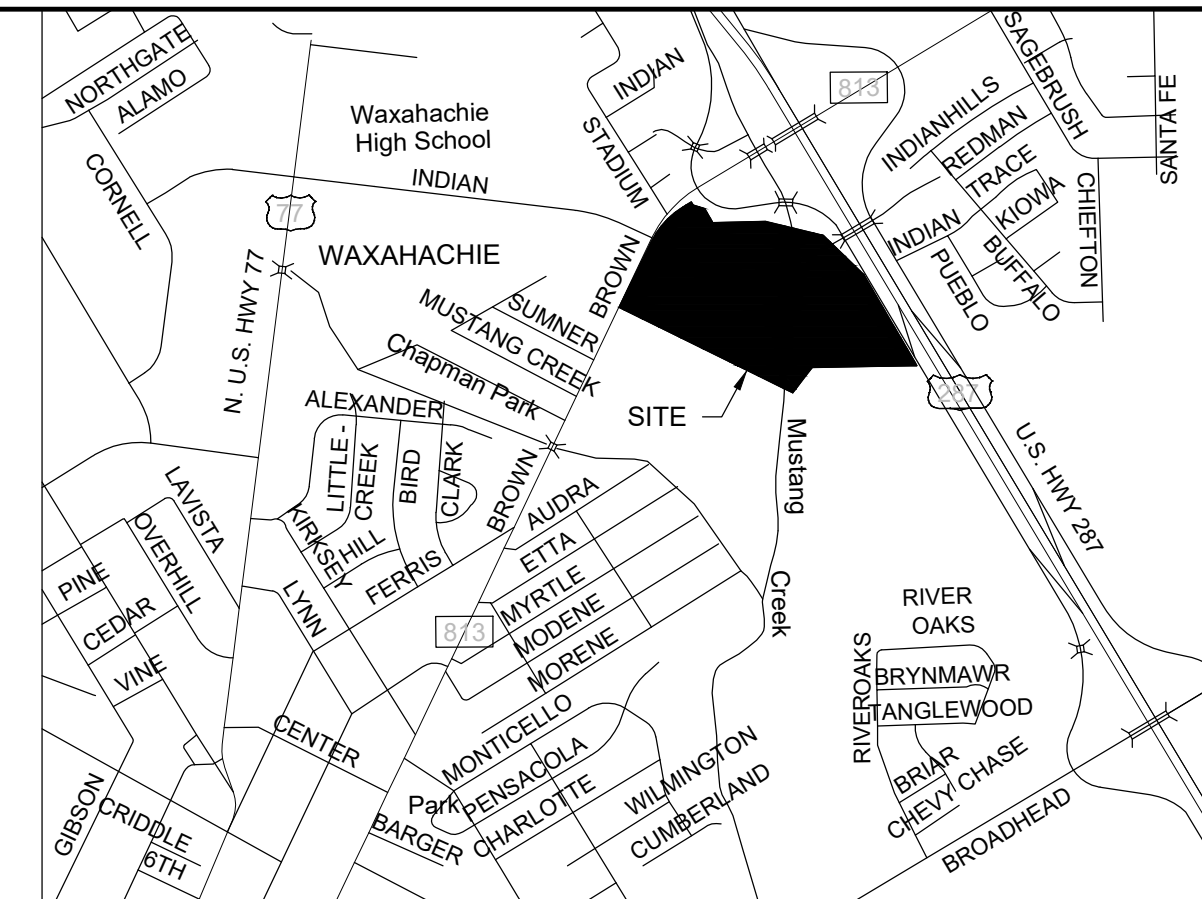 NORTHGATE
ALAMO
CORNELL
Waxahachie
High School
INDIAN
77
WAXAHACHIE
N. U.S. HWY 77
INDIAN
STADIUM
813
SAGEBRUSH
SANTA FE
INDIANHILLS
REDMAN
TRACE
KIOWA
CHIEFTON
INDIAN
BUFFALO
PUEBLO
BROWN
SUMNER
MUSTANG CREEK
Chapman Park
ALEXANDER
SITE
287
U.S. HWY 287
Mustang
Creek
LITTLE -
CREEK
BIRD
CLARK
BROWN
AUDRA
ETTA
MYRTLE
MODENE
MORENE
KIRKSEY
HILL
FERRIS
LYNN
813
LAVISTA
OVERHILL
PINE
CEDAR
VINE
RIVER
OAKS
RIVEROAKS
BRYNMAWR
TANGLEWOOD
BRIAR
CHEVY CHASE
BROADHEAD
CENTER
MONTICELLO
PENSACOLA
CHARLOTTE
Park
BARGER
WILMINGTON
CUMBERLAND
GIBSON
CRIDDLE
6TH